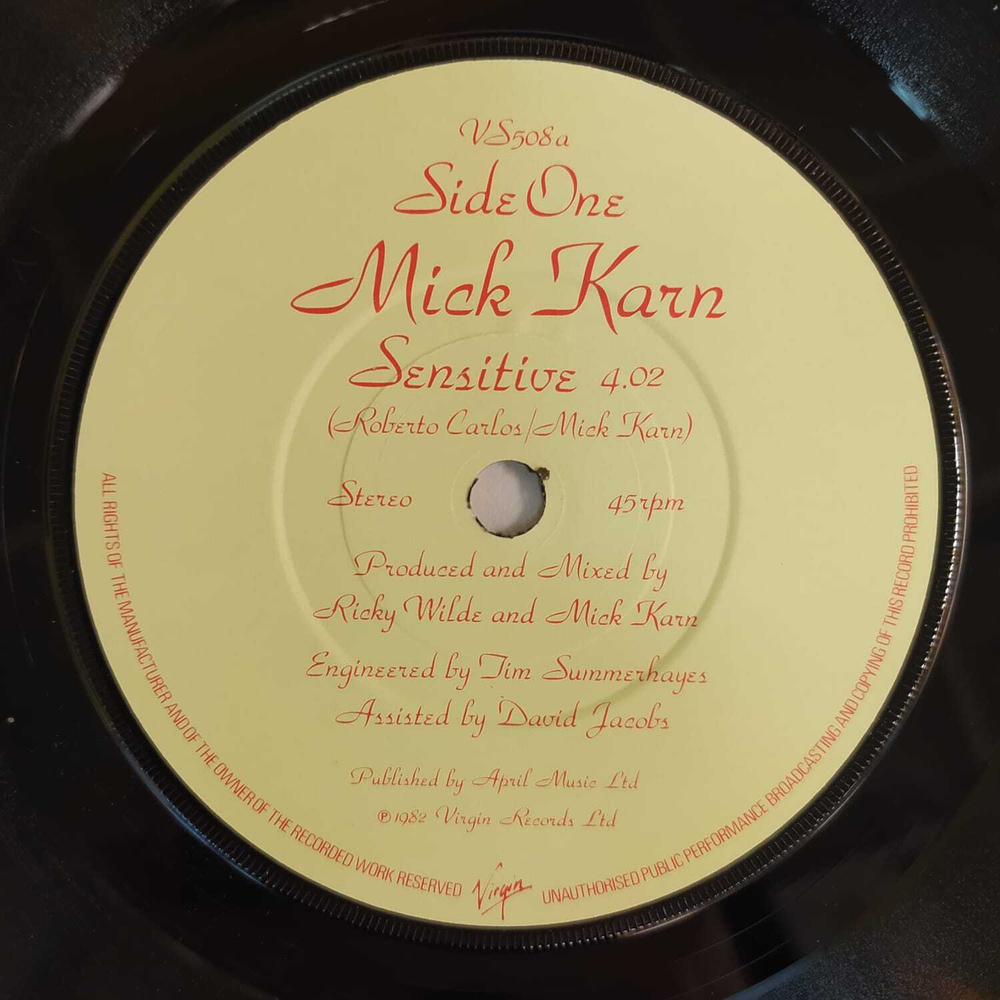 VS508a
Side One
Mick Karn
Sensitive 4.02
(Roberto Carlos/Mick Karn)
Stereo 45rpm
Produced and Mixed by
Ricky Wilde and Mick Karn
Engineered by Tim Summerhayes
Assisted by David Jacobs
Published by April Music Ltd
℗1982 Virgin Records Ltd
ALL RIGHTS OF THE MANUFACTURER AND OF THE OWNER OF THE RECORDED WORK RESERVED
Virgin
UNAUTHORISED PUBLIC PERFORMANCE BROADCASTING AND COPYING OF THIS RECORD PROHIBITED